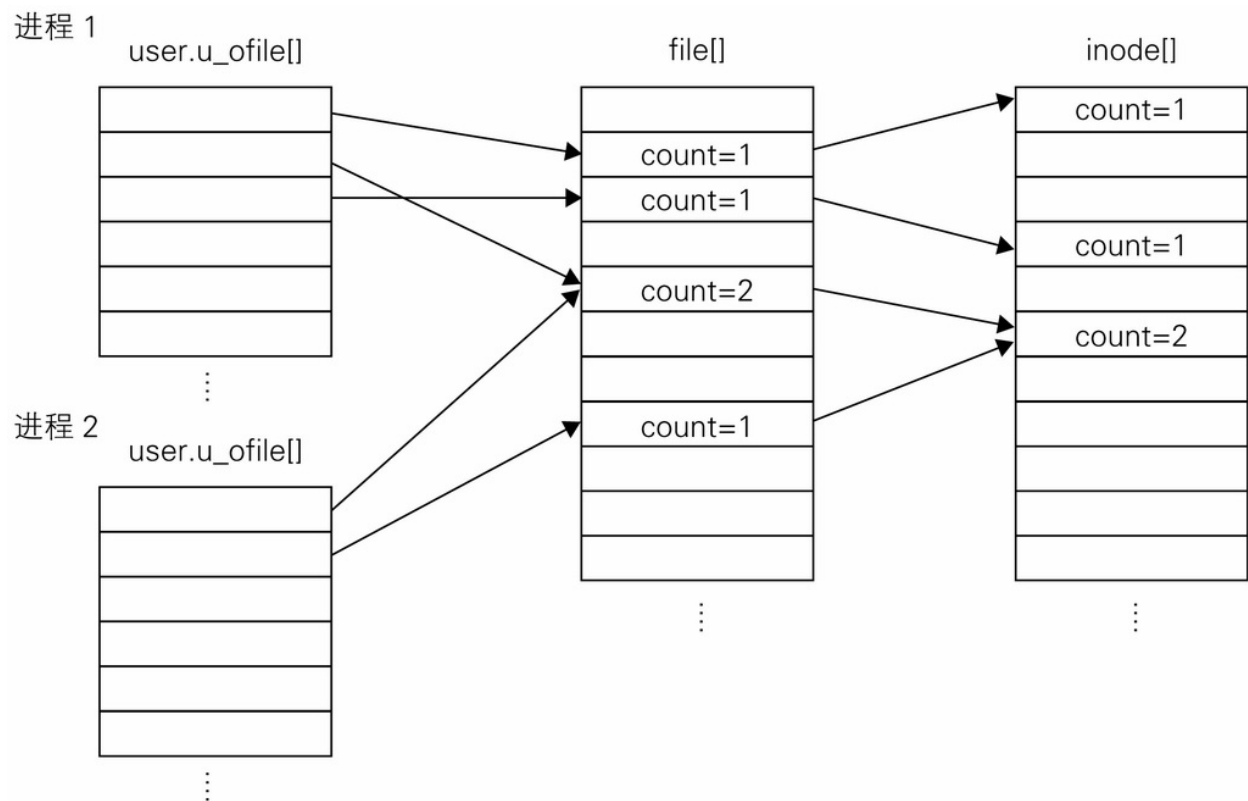 进程 1
user.u_ofile[]
file[]
inode[]
count=1
count=1
count=1
count=1
count=2
count=2
count=1
进程 2
user.u_ofile[]